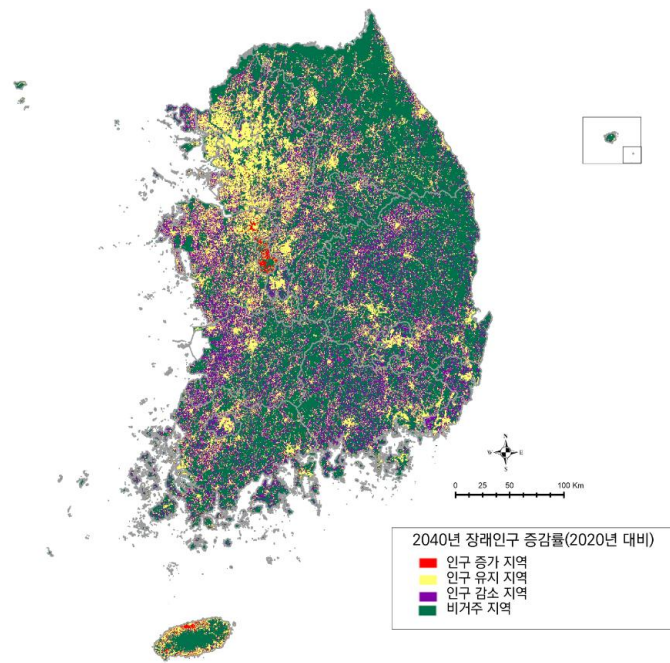 N
E
S
0 25 50 100 Km
2040년 장래인구 증감률(2020년 대비)
인구 증가 지역
인구 유지 지역
인구 감소 지역
비거주 지역